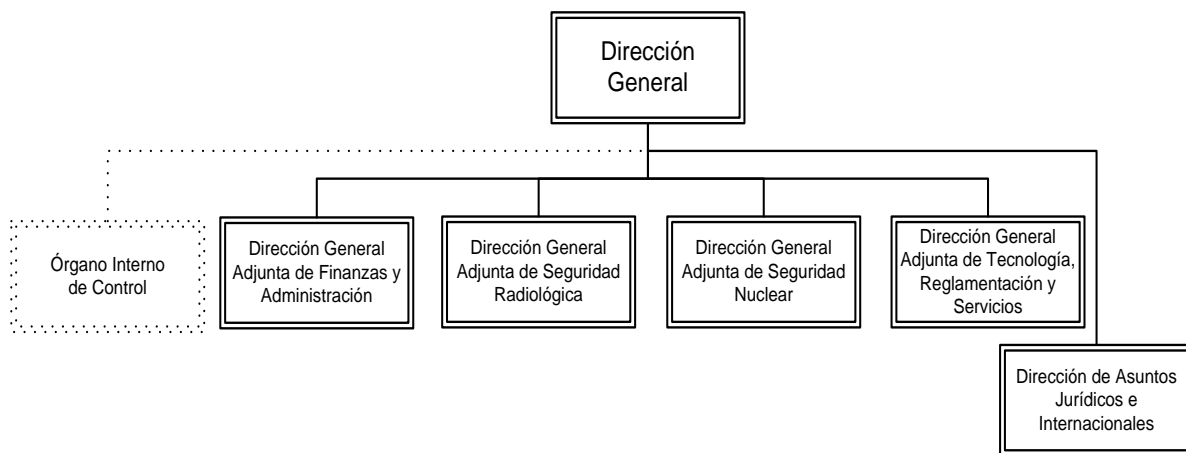 Dirección
General
Órgano Interno
de Control
Dirección General
Adjunta de Finanzas y
Administración
Dirección General
Adjunta de Seguridad
Radiológica
Dirección General
Adjunta de Seguridad
Nuclear
Dirección General
Adjunta de Tecnología,
Reglamentación y
Servicios
Dirección de Asuntos
Jurídicos e
Internacionales